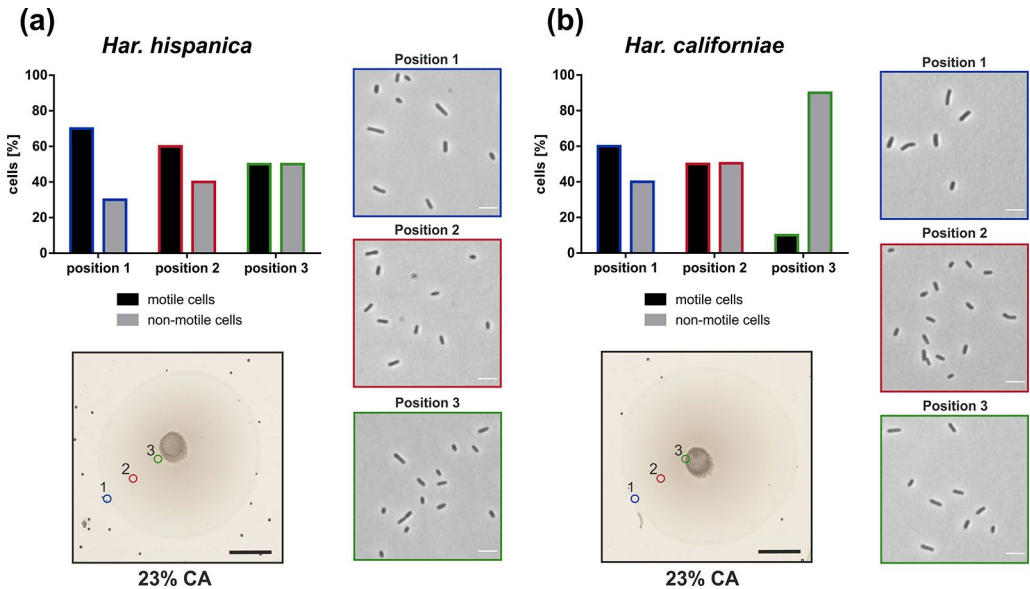 (a)
Har. hispanica
cells [%]
100
80
60
40
20
0
position 1
position 2
position 3
motile cells
non-motile cells
1
2
3
23% CA
Position 1
Position 2
Position 3
(b)
Har. californiae
cells [%]
100
80
60
40
20
0
position 1
position 2
position 3
motile cells
non-motile cells
1
2
3
23% CA
Position 1
Position 2
Position 3